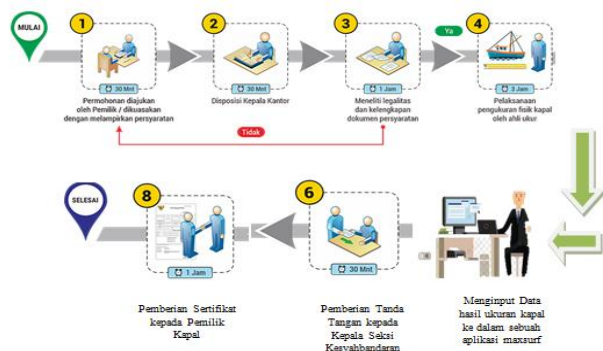 MULAI
1
30 Mnt
Permohonan diajukan
oleh Pemilik / dikuasakan
dengan melampirkan persyaratan
2
30 Mnt
Disposisi Kepala Kantor
3
1 Jam
Meneliti legalitas
dan kelengkapan
dokumen persyaratan
Ya
Tidak
4
3 Jam
Pelaksanaan
pengukuran fisik kapal
oleh ahli ukur
Menginput Data
hasil ukuran kapal
ke dalam sebuah
aplikasi maxsurf
6
30 Mnt
Pemberian Tanda
Tangan kepada
Kepala Seksi
Kesyahbandaran
8
1 Jam
Pemberian Sertifikat
kepada Pemilik
Kapal
SELESAI